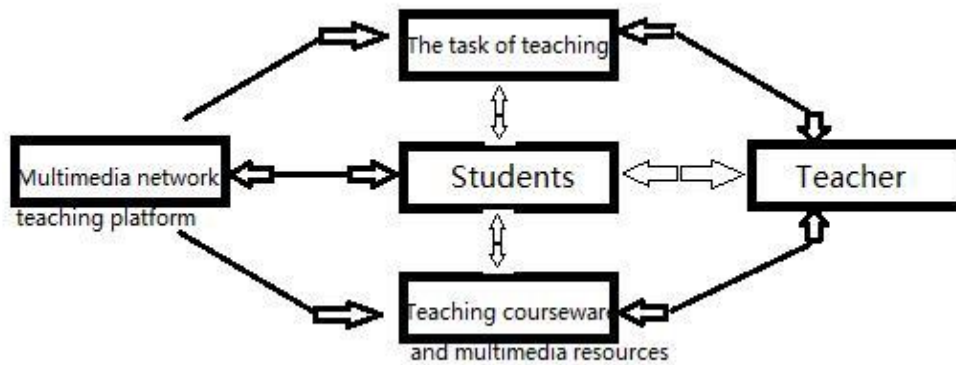 The task of teaching
Multimedia network
teaching platform
Students
Teacher
Teaching courseware
and multimedia resources